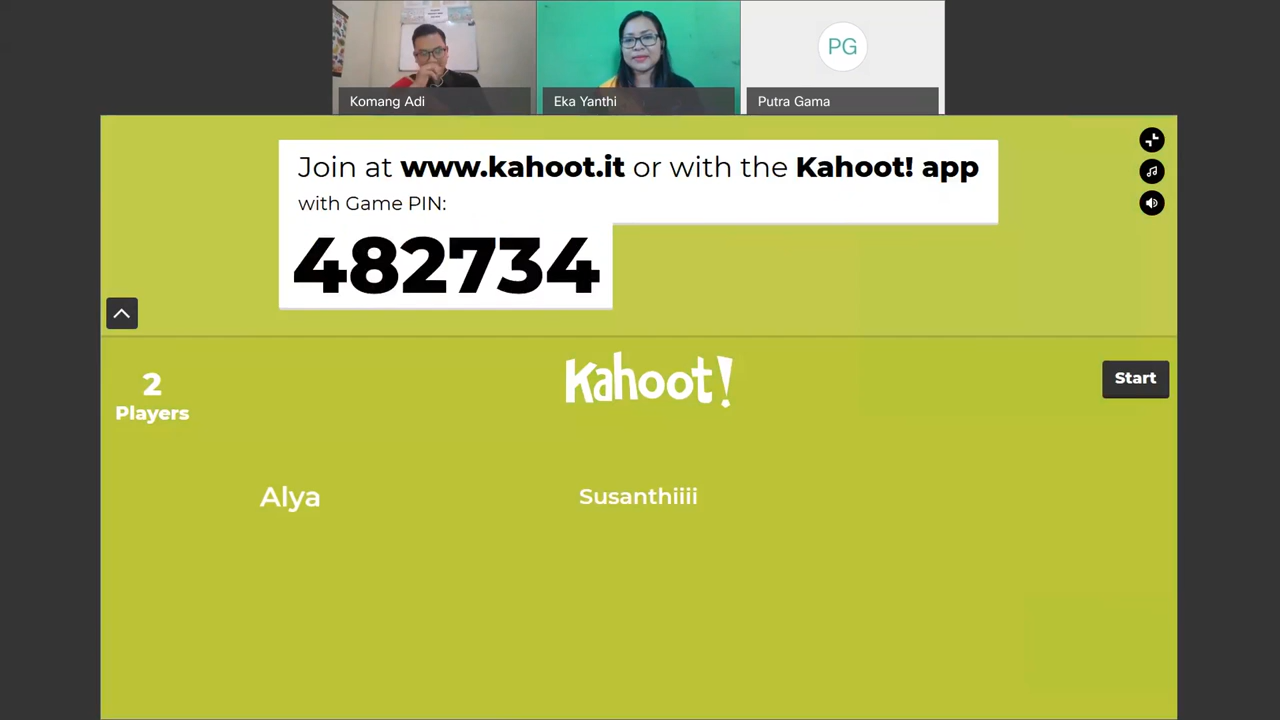 PG
Komang Adi
Eka Yanthi
Putra Gama
Join at www.kahoot.it or with the Kahoot! app
with Game PIN:
482734
2
Players
Kahoot!
Start
Alya
Susanthiiii